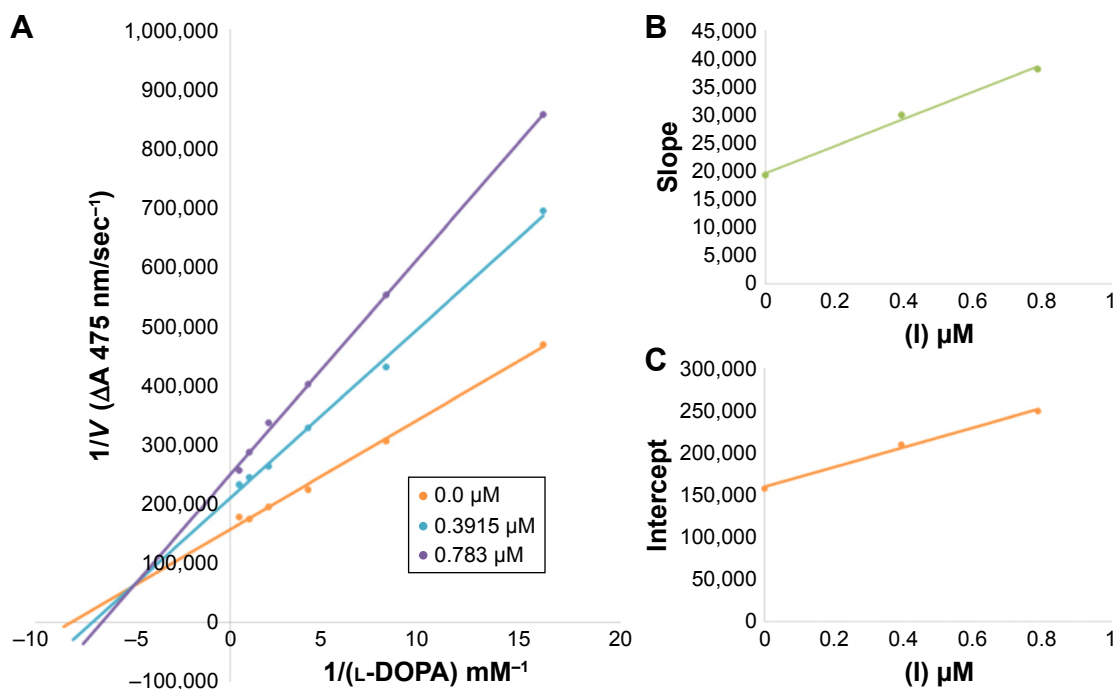 A
1/V (ΔA 475 nm/sec⁻¹)
1,000,000
900,000
800,000
700,000
600,000
500,000
400,000
300,000
200,000
100,000
0
–100,000
–10
–5
0
5
10
15
20
1/(L-DOPA) mM⁻¹
0.0 µM
0.3915 µM
0.783 µM
B
Slope
45,000
40,000
35,000
30,000
25,000
20,000
15,000
10,000
5,000
0
0 0.2 0.4 0.6 0.8 1
(I) µM
C
Intercept
300,000
250,000
200,000
150,000
100,000
50,000
0
0 0.2 0.4 0.6 0.8 1
(I) µM